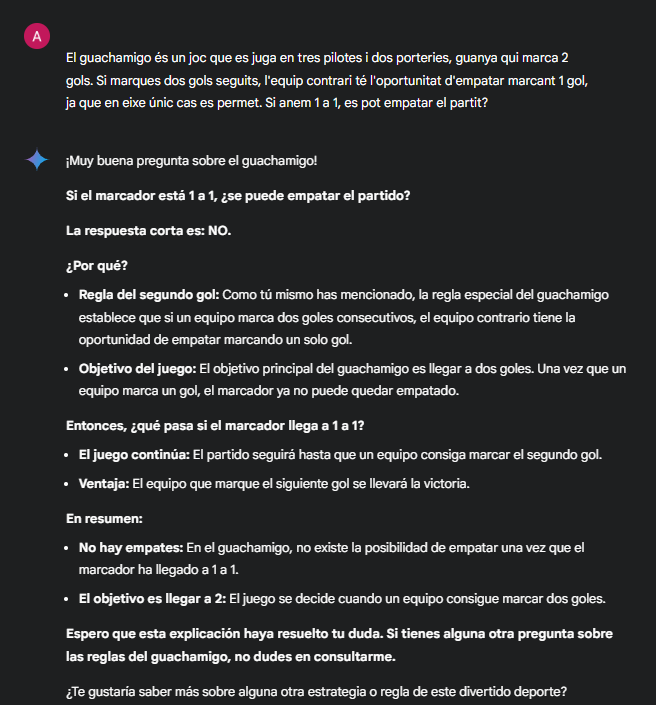 A
El guachamigo és un joc que es juga en tres pilotes i dos porteries, guanya qui marca 2
gols. Si marques dos gols seguits, l'equip contrari té l'oportunitat d'empatar marcant 1 gol,
ja que en eixe únic cas es permet. Si anem 1 a 1, es pot empatar el partit?
¡Muy buena pregunta sobre el guachamigo!
Si el marcador está 1 a 1, ¿se puede empatar el partido?
La respuesta corta es: NO.
¿Por qué?
• Regla del segundo gol: Como tú mismo has mencionado, la regla especial del guachamigo
establece que si un equipo marca dos goles consecutivos, el equipo contrario tiene la
oportunidad de empatar marcando un solo gol.
• Objetivo del juego: El objetivo principal del guachamigo es llegar a dos goles. Una vez que un
equipo marca un gol, el marcador ya no puede quedar empatado.
Entonces, ¿qué pasa si el marcador llega a 1 a 1?
• El juego continúa: El partido seguirá hasta que un equipo consiga marcar el segundo gol.
• Ventaja: El equipo que marque el siguiente gol se llevará la victoria.
En resumen:
• No hay empates: En el guachamigo, no existe la posibilidad de empatar una vez que el
marcador ha llegado a 1 a 1.
• El objetivo es llegar a 2: El juego se decide cuando un equipo consigue marcar dos goles.
Espero que esta explicación haya resuelto tu duda. Si tienes alguna otra pregunta sobre
las reglas del guachamigo, no dudes en consultarme.
¿Te gustaría saber más sobre alguna otra estrategia o regla de este divertido deporte?